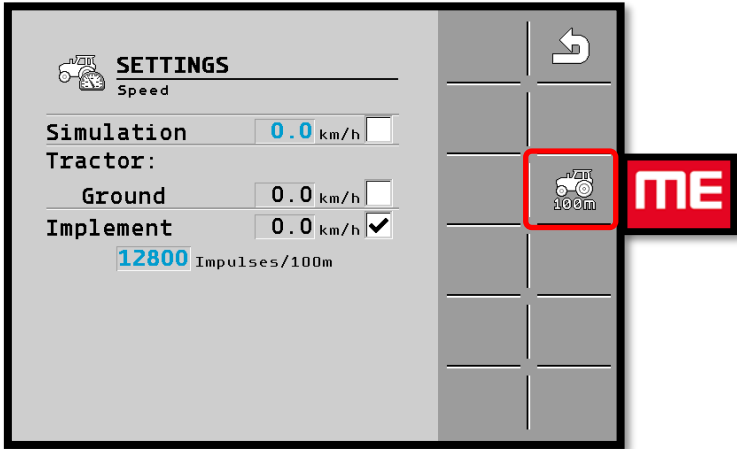 SETTINGS
Speed
Simulation 0.0 km/h
Tractor:
Ground 0.0 km/h
Implement 0.0 km/h
12800 Impulses/100m
100m
ME